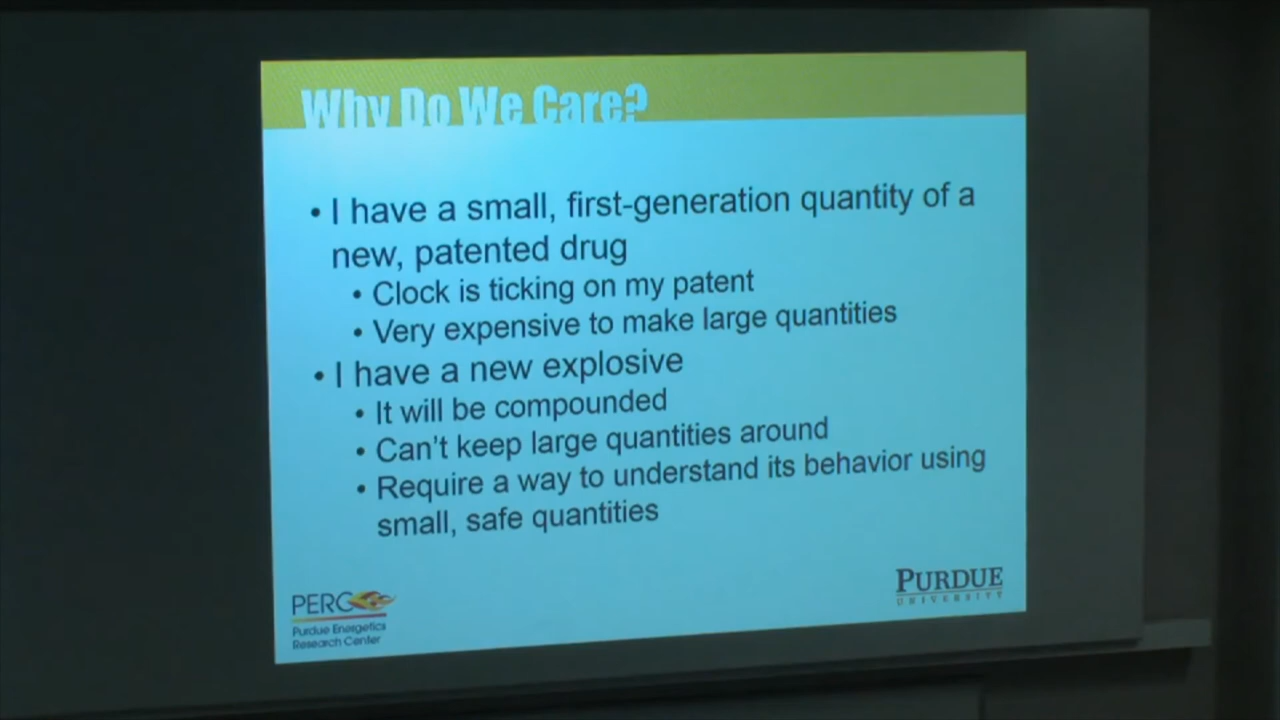 Why Do We Care?
• I have a small, first-generation quantity of a
new, patented drug
• Clock is ticking on my patent
• Very expensive to make large quantities
• I have a new explosive
• It will be compounded
• Can't keep large quantities around
• Require a way to understand its behavior using
small, safe quantities
PERC
Purdue Energetics
Research Center
PURDUE
UNIVERSITY